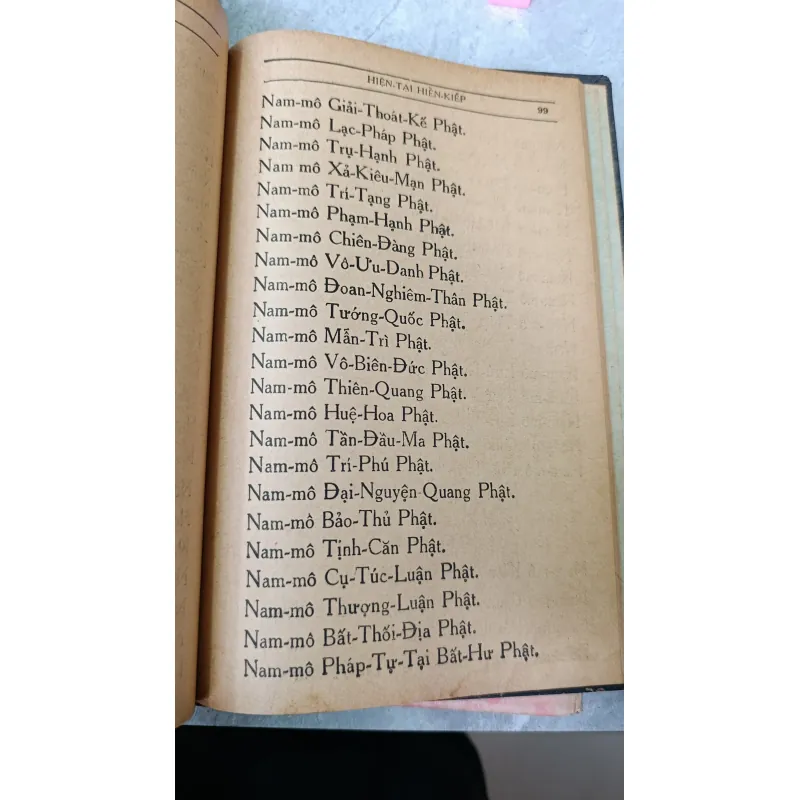 HIỆN-TẠI HIỀN-KIẾP 99
Nam-mô Giải-Thoát-Kế Phật.
Nam-mô Lạc-Pháp Phật.
Nam-mô Trụ-Hạnh Phật.
Nam mô Xả-Kiêu-Mạn Phật.
Nam-mô Trí-Tạng Phật.
Nam-mô Phạm-Hạnh Phật.
Nam-mô Chiên-Đàng Phật.
Nam-mô Vô-Ưu-Danh Phật.
Nam-mô Đoan-Nghiêm-Thân Phật.
Nam-mô Tướng-Quốc Phật.
Nam-mô Mẫn-Trì Phật.
Nam-mô Vô-Biên-Đức Phật.
Nam-mô Thiên-Quang Phật.
Nam-mô Huệ-Hoa Phật.
Nam-mô Tần-Đầu-Ma Phật.
Nam-mô Trí-Phú Phật.
Nam-mô Đại-Nguyện-Quang Phật.
Nam-mô Bảo-Thủ Phật.
Nam-mô Tịnh-Căn Phật.
Nam-mô Cụ-Túc-Luận Phật.
Nam-mô Thượng-Luận Phật.
Nam-mô Bất-Thối-Địa Phật.
Nam-mô Pháp-Tự-Tại Bất-Hư Phật.